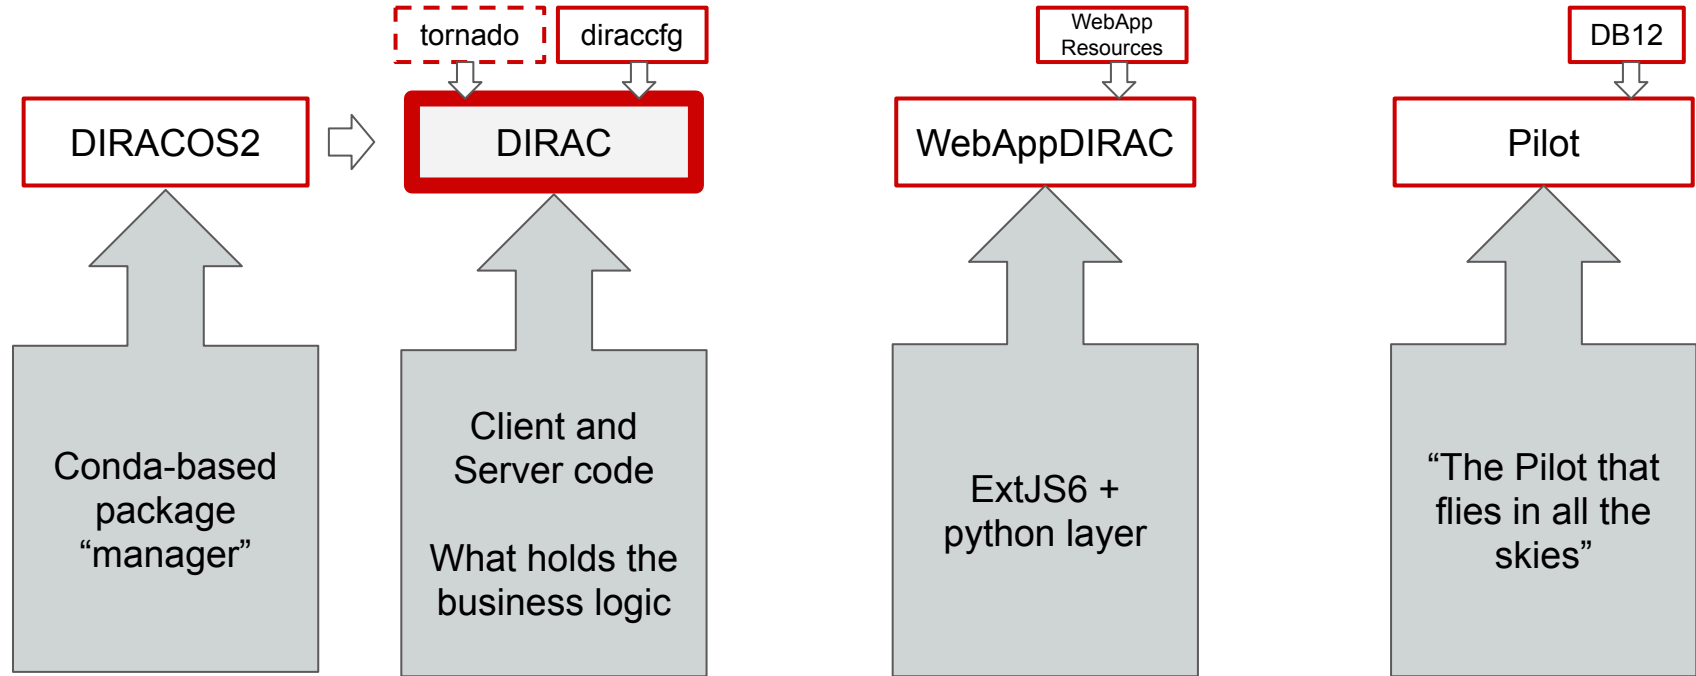 tornado
diraccfg
WebApp
Resources
DB12
DIRACOS2
DIRAC
WebAppDIRAC
Pilot
Conda-based
package
“manager”
Client and
Server code
What holds the
business logic
ExtJS6 +
python layer
“The Pilot that
flies in all the
skies”